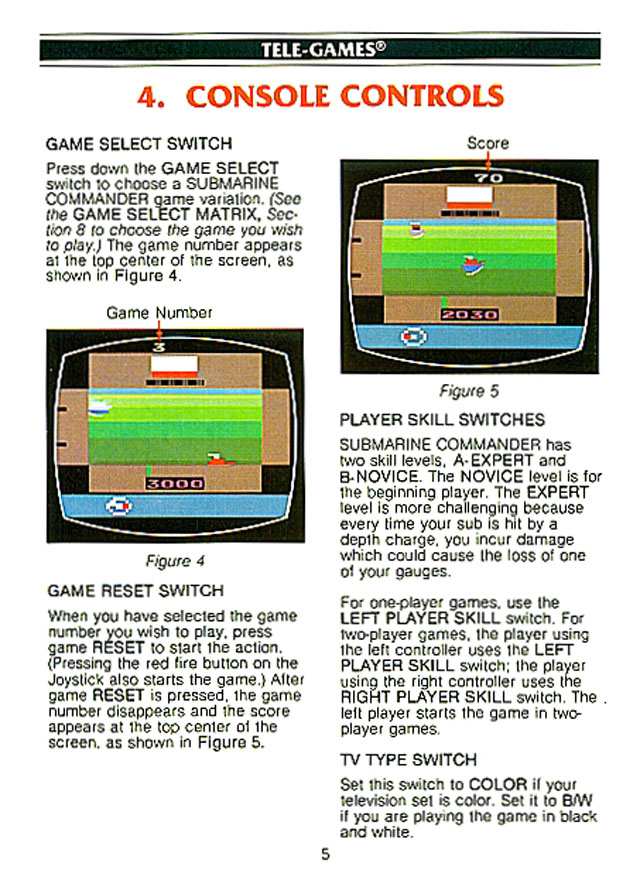 TELE-GAMES®
4. CONSOLE CONTROLS
GAME SELECT SWITCH
Press down the GAME SELECT
switch to choose a SUBMARINE
COMMANDER game variation. (See
the GAME SELECT MATRIX, Sec-
tion 8 to choose the game you wish
to play.) The game number appears
at the top center of the screen, as
shown in Figure 4.
Game Number
3
3000
Figure 4
GAME RESET SWITCH
When you have selected the game
number you wish to play, press
game RESET to start the action.
(Pressing the red fire button on the
Joystick also starts the game.) After
game RESET is pressed, the game
number disappears and the score
appears at the top center of the
screen, as shown in Figure 5.
Score
70
2030
Figure 5
PLAYER SKILL SWITCHES
SUBMARINE COMMANDER has
two skill levels, A-EXPERT and
B-NOVICE. The NOVICE level is for
the beginning player. The EXPERT
level is more challenging because
every time your sub is hit by a
depth charge, you incur damage
which could cause the loss of one
of your gauges.
For one-player games, use the
LEFT PLAYER SKILL switch. For
two-player games, the player using
the left controller uses the LEFT
PLAYER SKILL switch; the player
using the right controller uses the
RIGHT PLAYER SKILL switch. The
left player starts the game in two-
player games.
TV TYPE SWITCH
Set this switch to COLOR if your
television set is color. Set it to B/W
if you are playing the game in black
and white.
5